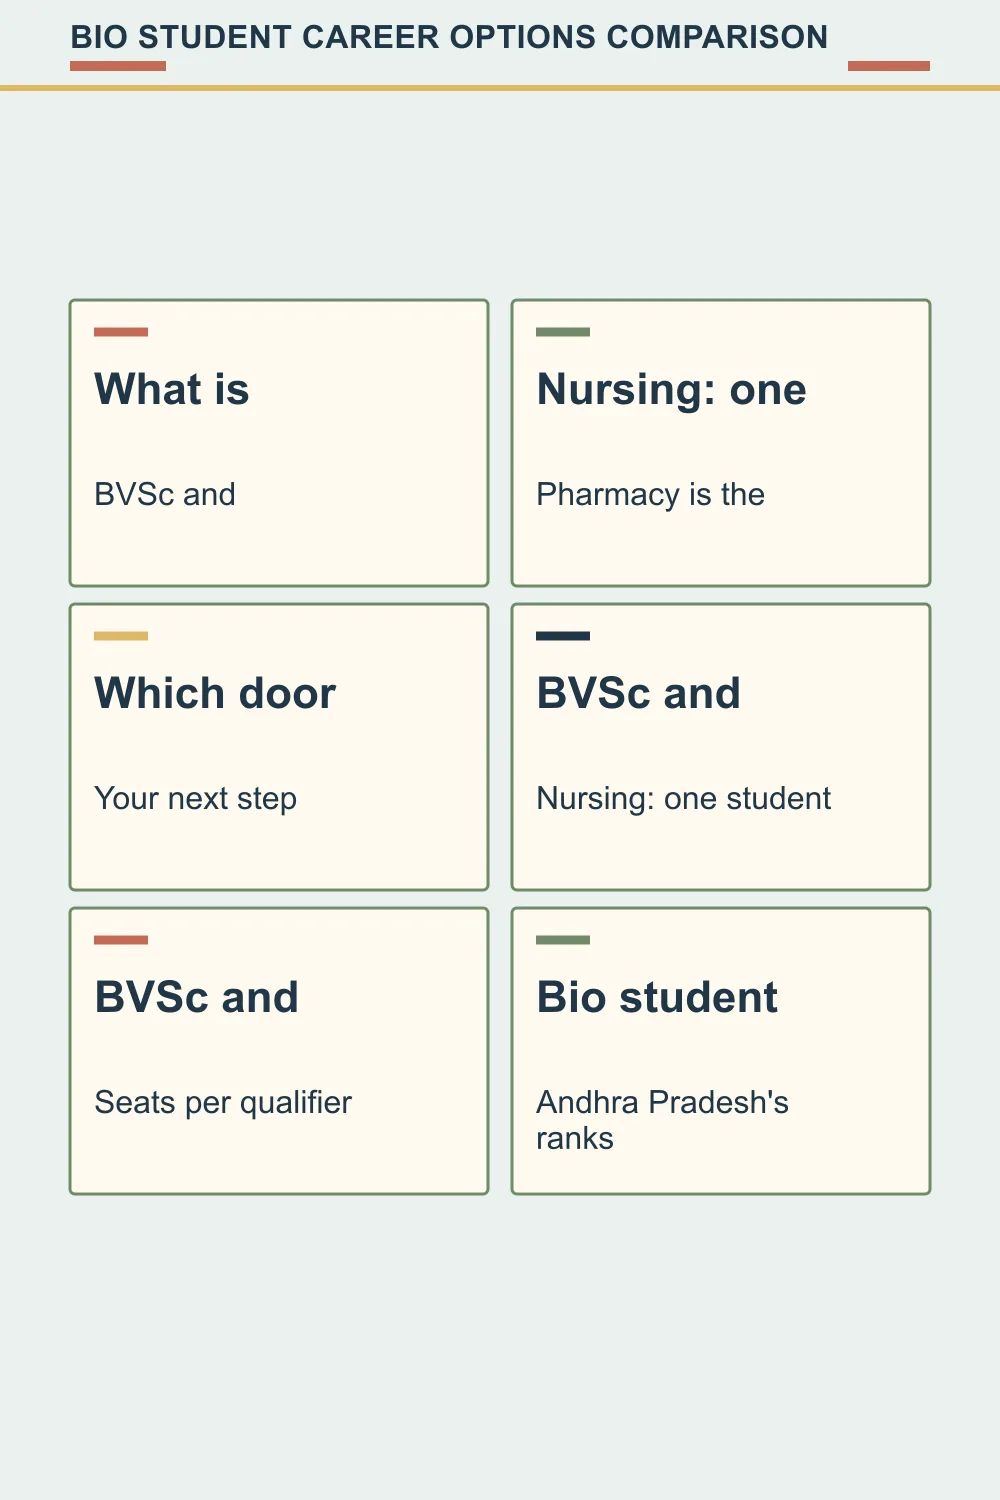 BIO STUDENT CAREER OPTIONS COMPARISON
What is
BVSc and
Nursing: one
Pharmacy is the
Which door
Your next step
BVSc and
Nursing: one student
BVSc and
Seats per qualifier
Bio student
Andhra Pradesh's
ranks